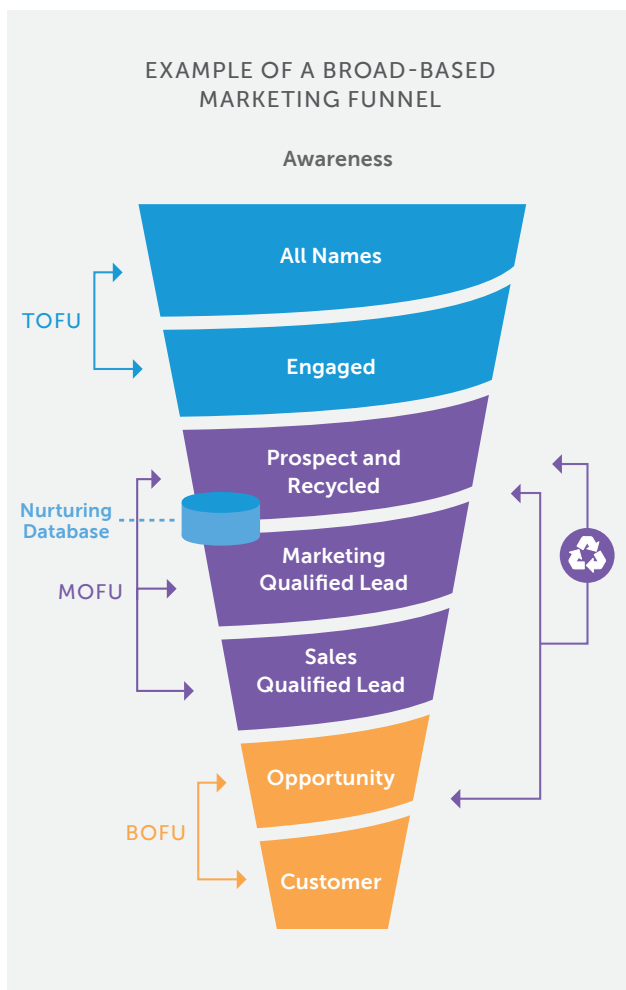 EXAMPLE OF A BROAD-BASED
MARKETING FUNNEL
Awareness
All Names
TOFU
Engaged
Prospect and
Recycled
Nurturing
Database
Marketing
Qualified Lead
MOFU
Sales
Qualified Lead
Opportunity
BOFU
Customer